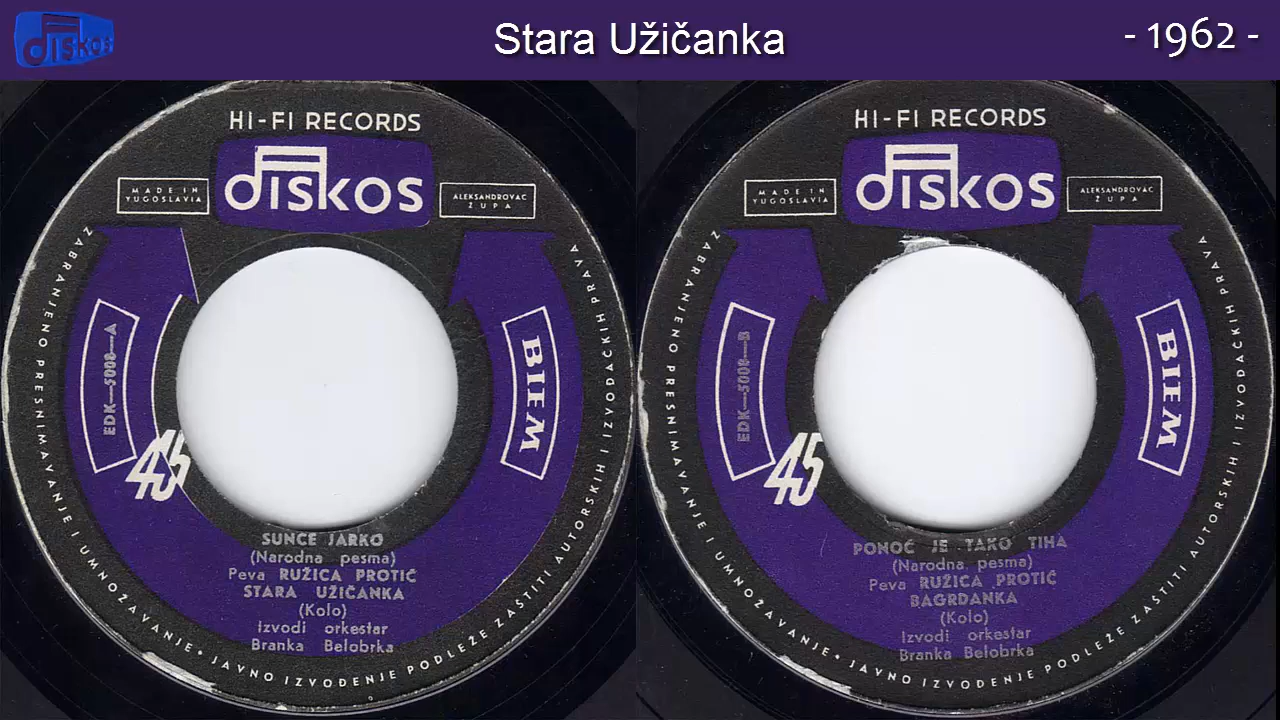 dISKOS
Stara Užičanka
- 1962 -
HI-FI RECORDS
dISKOS
MADE IN
YUGOSLAVIA
ALEKSANDROVAC
ŽUPA
EDK—5008—A
BIEM
45
SUNCE JARKO
(Narodna pesma)
Peva RUŽICA PROTIĆ
STARA UŽIČANKA
(Kolo)
Izvodi orkestar
Branka Belobrka
ZABRANJENO PRESNIMAVANJE I UMNOŽAVANJE • JAVNO IZVOĐENJE PODLEŽE ZAŠTITI AUTORSKIH I IZVOĐAČKIH PRAVA
HI-FI RECORDS
dISKOS
MADE IN
YUGOSLAVIA
ALEKSANDROVAC
ŽUPA
EDK—5008—B
BIEM
45
PONOĆ JE TAKO TIHA
(Narodna pesma)
Peva RUŽICA PROTIĆ
BAGRDANKA
(Kolo)
Izvodi orkestar
Branka Belobrka
ZABRANJENO PRESNIMAVANJE I UMNOŽAVANJE • JAVNO IZVOĐENJE PODLEŽE ZAŠTITI AUTORSKIH I IZVOĐAČKIH PRAVA